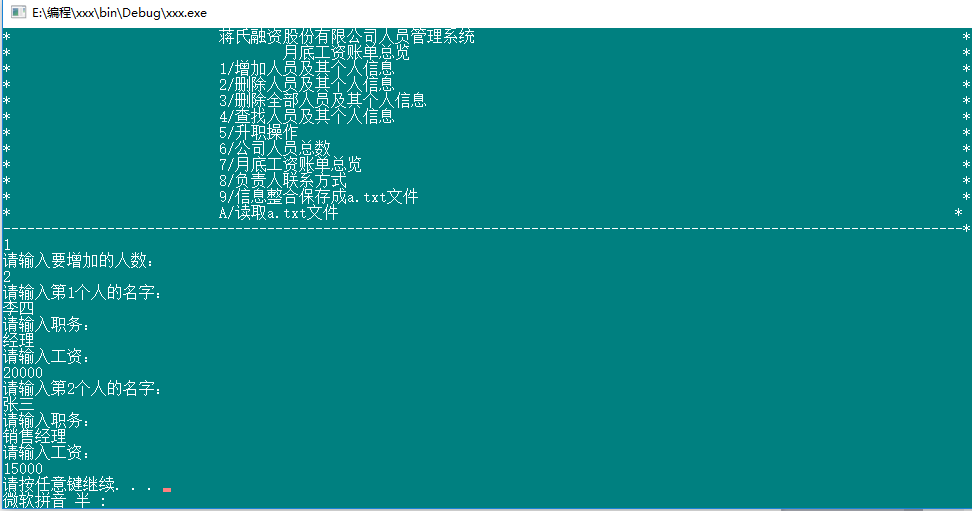 E:\编程\xxx\bin\Debug\xxx.exe
* 蒋氏融资股份有限公司人员管理系统 *
* 月底工资账单总览 *
* 1/增加人员及其个人信息 *
* 2/删除人员及其个人信息 *
* 3/删除全部人员及其个人信息 *
* 4/查找人员及其个人信息 *
* 5/升职操作 *
* 6/公司人员总数 *
* 7/月底工资账单总览 *
* 8/负责人联系方式 *
* 9/信息整合保存成a.txt文件 *
* A/读取a.txt文件 *
------------------------------------------------------------------------------------------------------------------------*
1
请输入要增加的人数:
2
请输入第1个人的名字:
李四
请输入职务:
经理
请输入工资:
20000
请输入第2个人的名字:
张三
请输入职务:
销售经理
请输入工资:
15000
请按任意键继续. . .
微软拼音 半 :